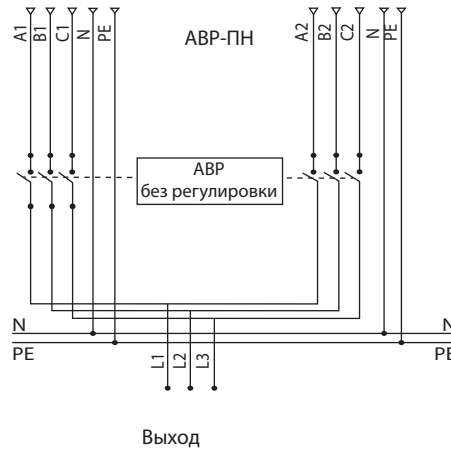 A1 B1 C1 N PE
АВР-ПН
A2 B2 C2 N PE
АВР
без регулировки
N
N
PE
PE
L1 L2 L3
Выход